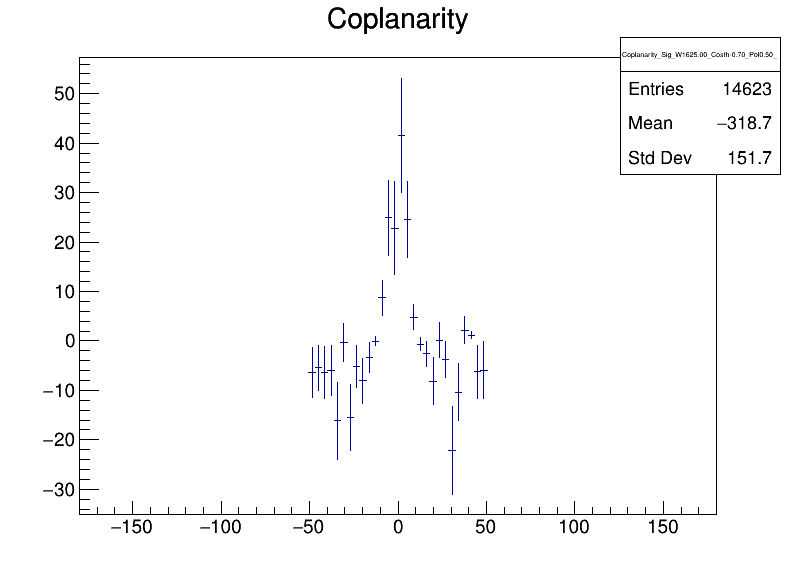 Coplanarity
Coplanarity_Sig_W1625.00_Costh-0.70_Pol0.50_
Entries 14623
Mean −318.7
Std Dev 151.7
50
40
30
20
10
0
−10
−20
−30
−150 −100 −50 0 50 100 150